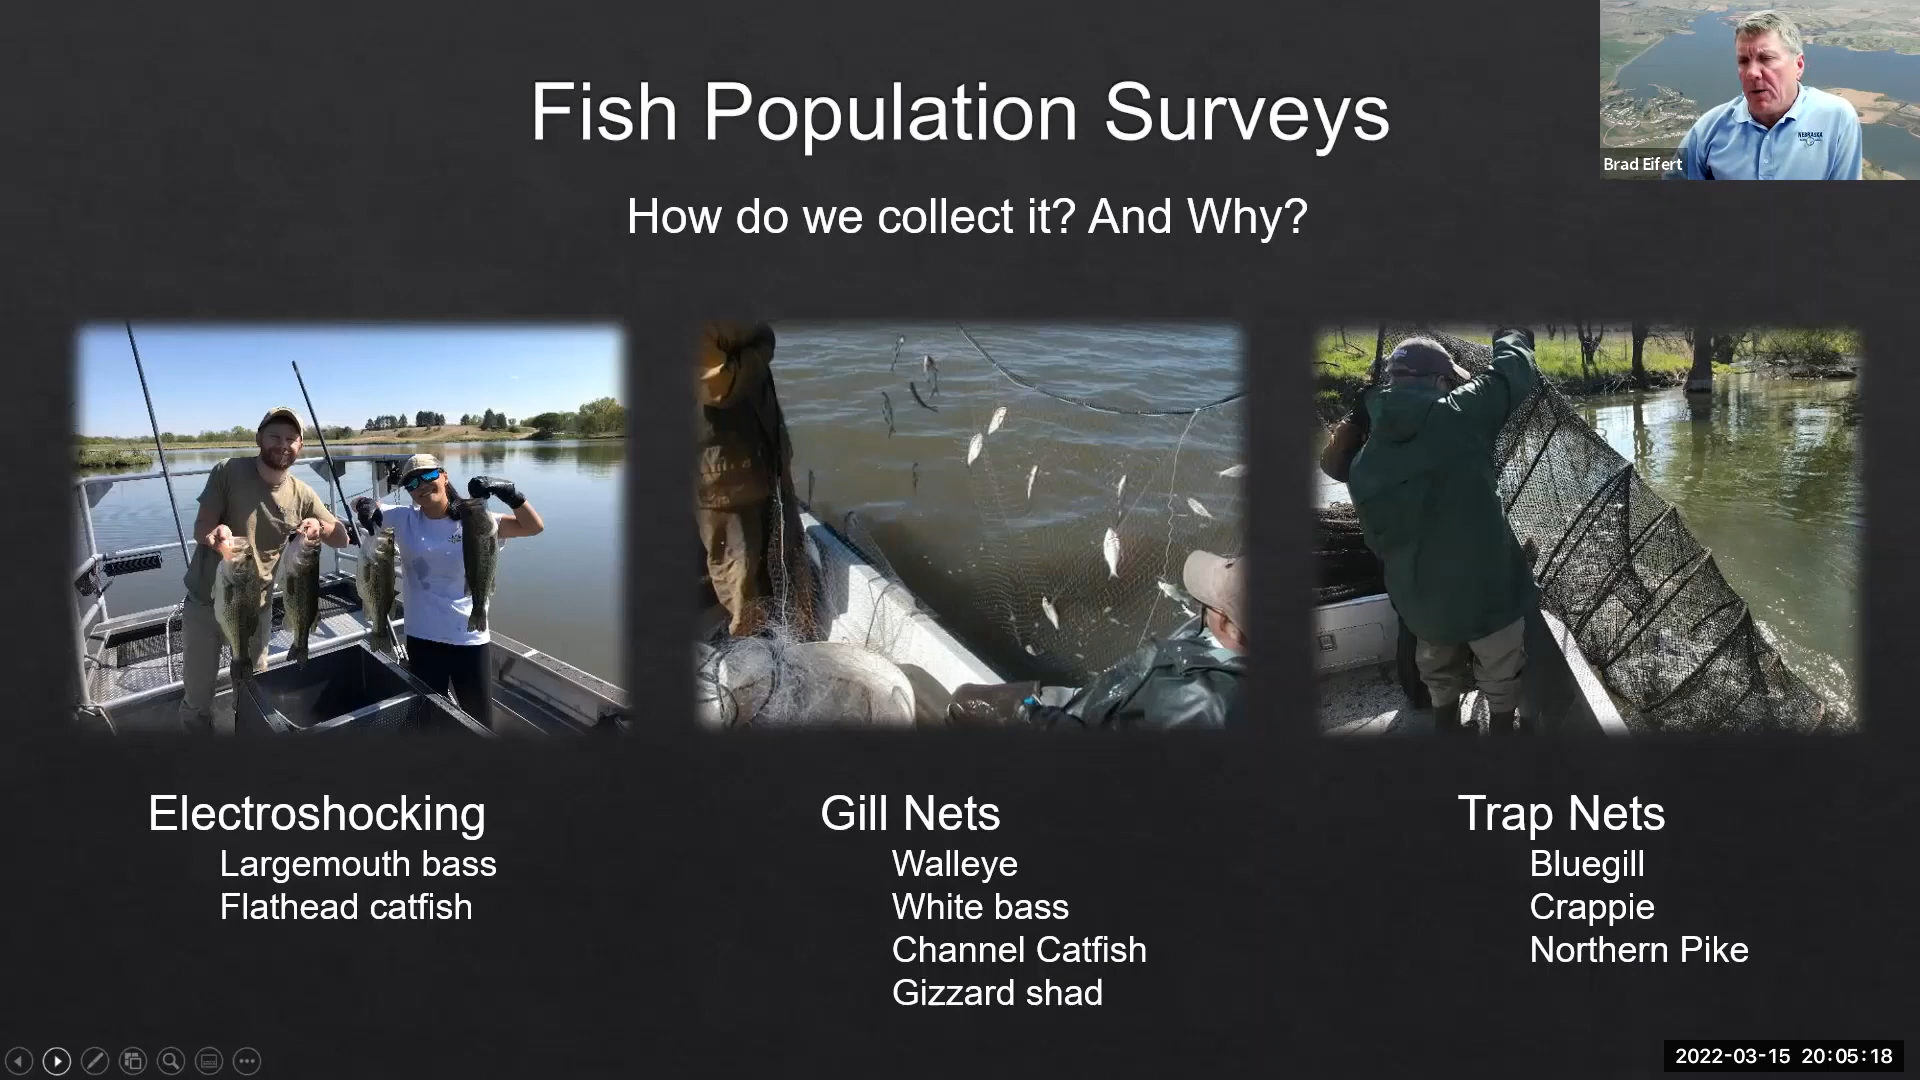 Fish Population Surveys
How do we collect it? And Why?
Brad Eifert
NEBRASKA
Electroshocking
Largemouth bass
Flathead catfish
Gill Nets
Walleye
White bass
Channel Catfish
Gizzard shad
Trap Nets
Bluegill
Crappie
Northern Pike
2022-03-15 20:05:18